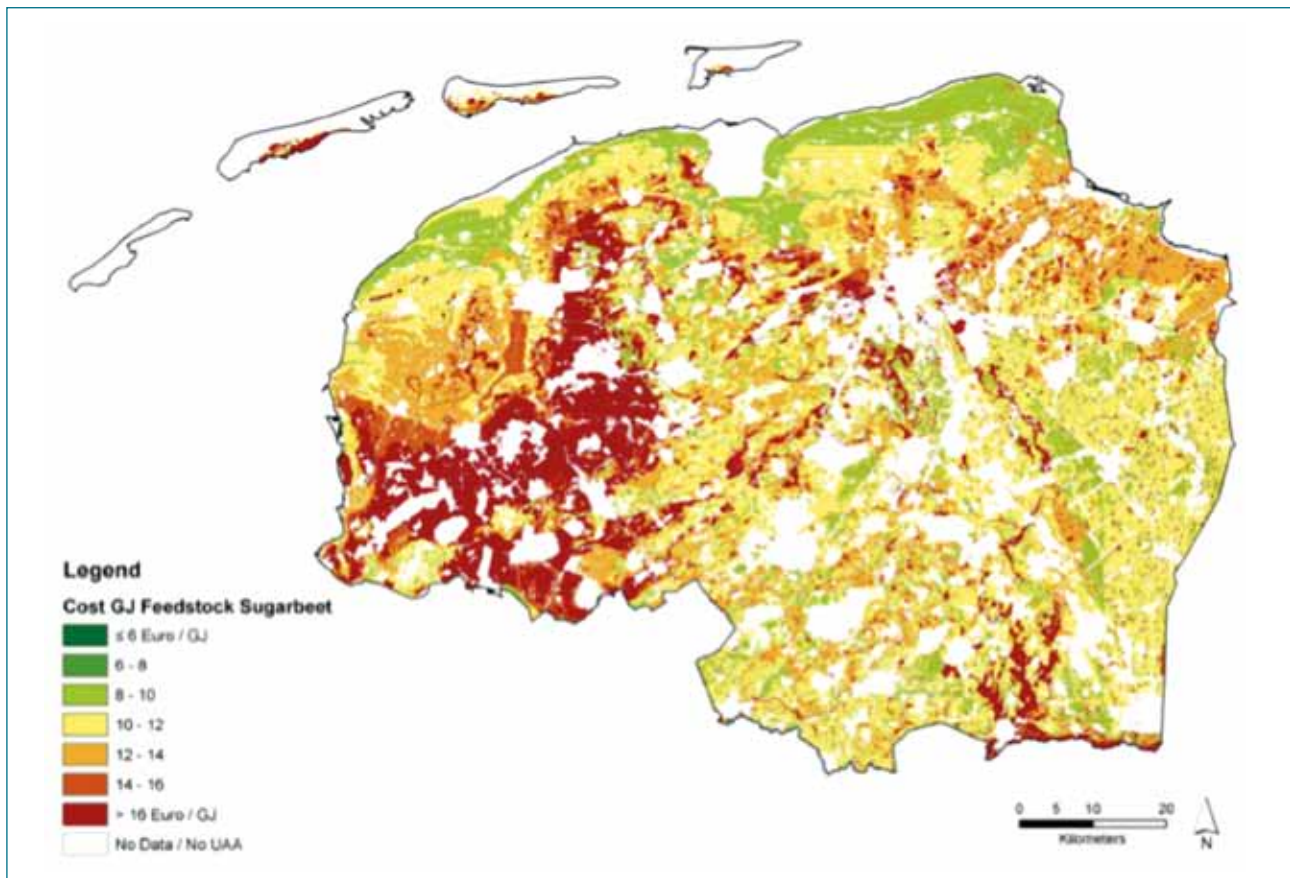 Legend
Cost GJ Feedstock Sugarbeet
≤ 6 Euro / GJ
6 - 8
8 - 10
10 - 12
12 - 14
14 - 16
> 16 Euro / GJ
No Data / No UAA
0 5 10 20
Kilometers
N